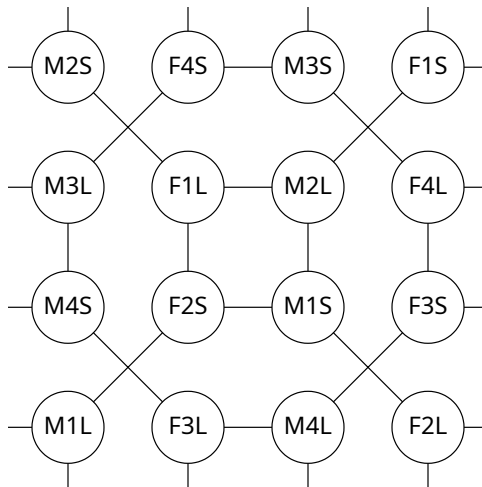 M2S F4S M3S F1S
M3L F1L M2L F4L
M4S F2S M1S F3S
M1L F3L M4L F2L